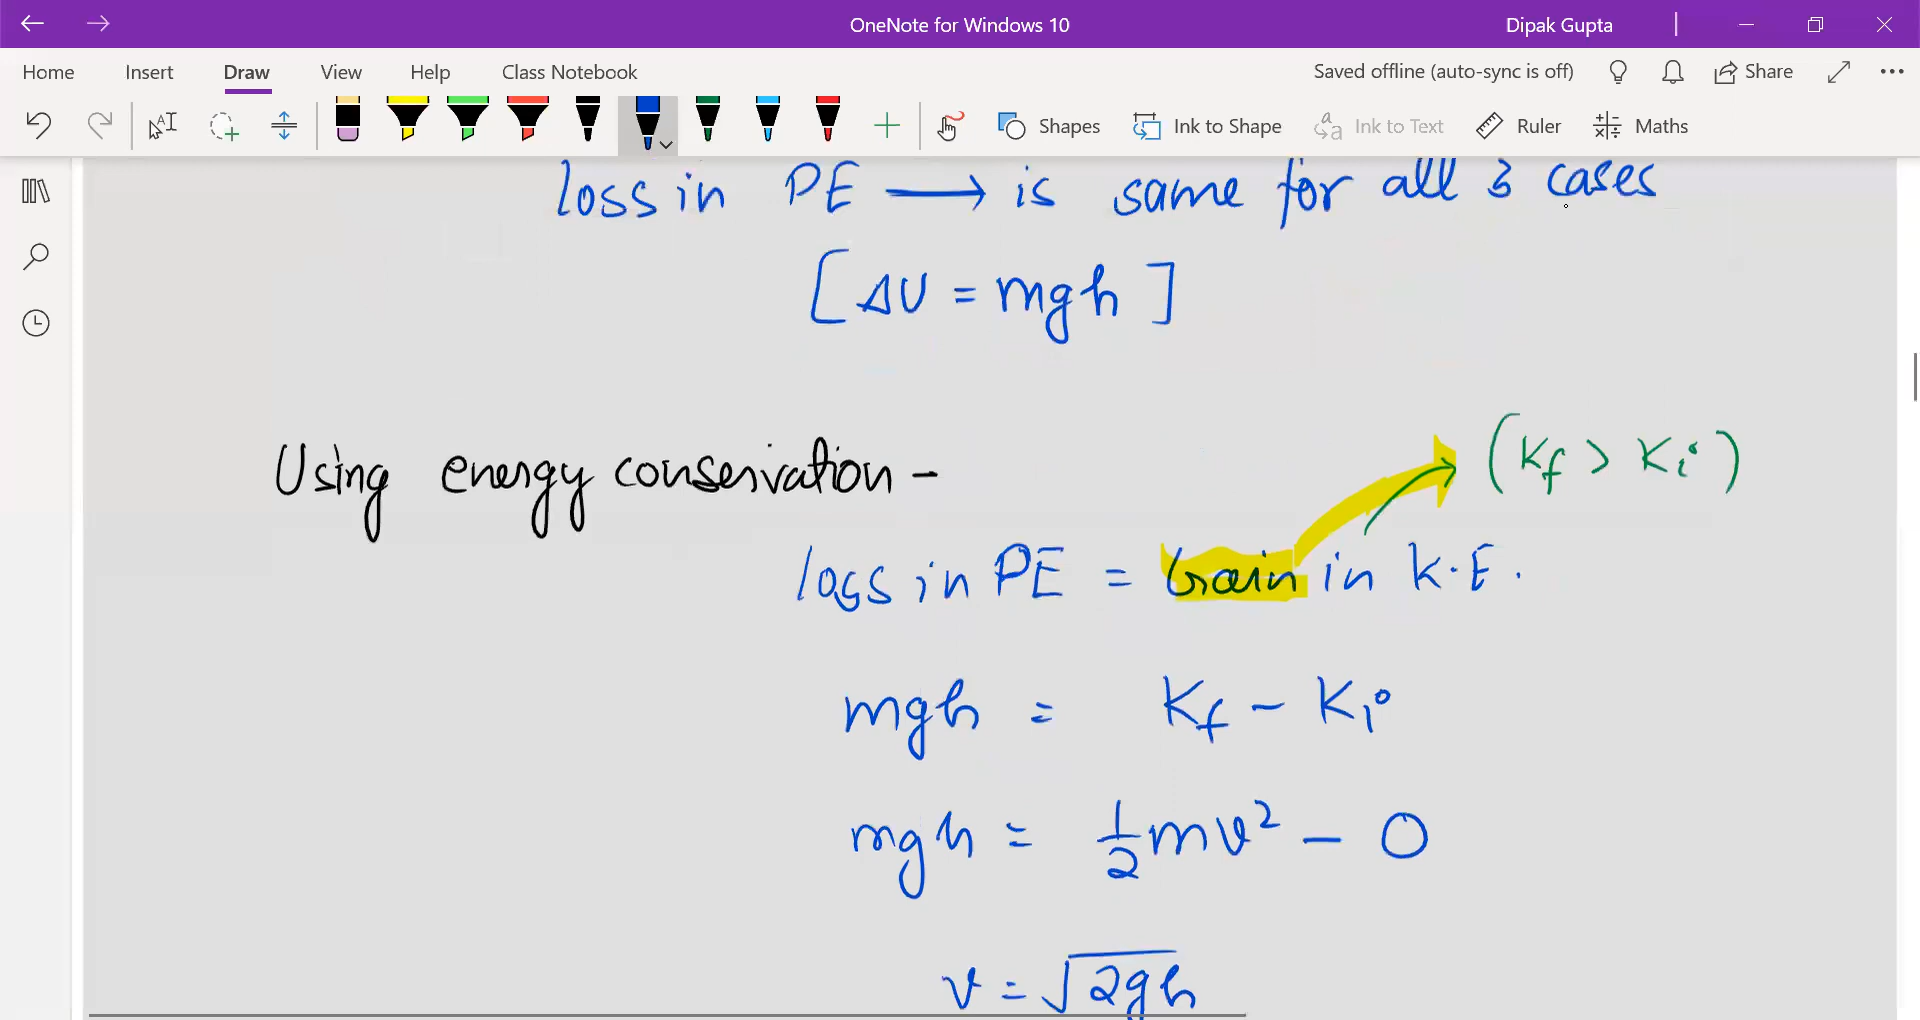 OneNote for Windows 10
Dipak Gupta
Home Insert Draw View Help Class Notebook
Saved offline (auto-sync is off) Share
Shapes Ink to Shape Ink to Text Ruler Maths
loss in PE → is same for all 3 cases
[ ΔU = mgh ]
Using energy conservation -
(Kf > Ki)
loss in PE = Gain in K.E.
mgh = Kf - Ki
mgh = 1/2 mv² - 0
v = √2gh